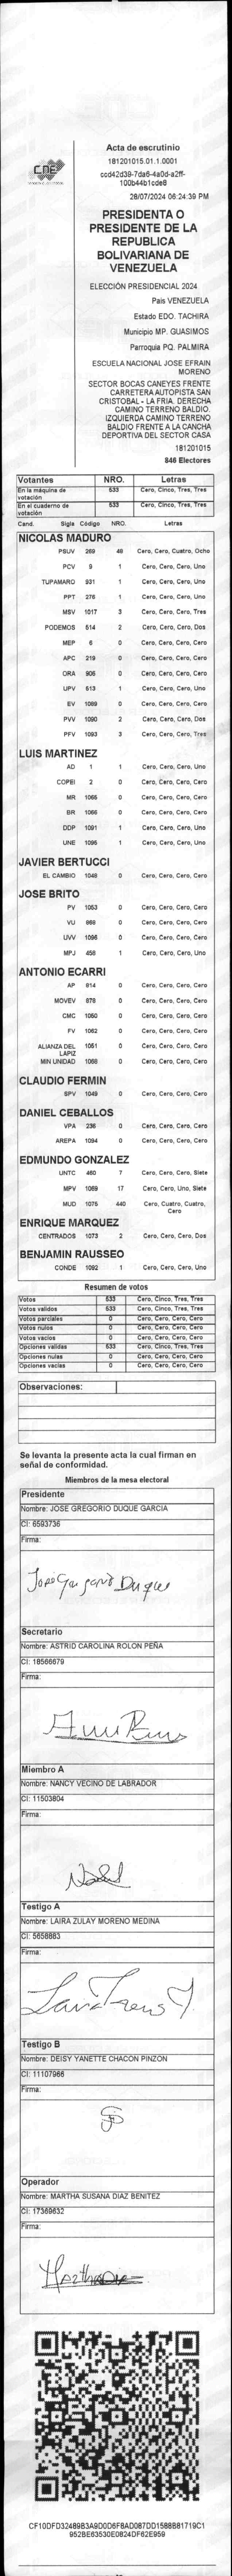 CNE
Acta de escrutinio
181201015.01.1.0001
ccd42d39-7da6-4a0d-a2ff-
100b44b1cde8
28/07/2024 06:24:39 PM
PRESIDENTA O
PRESIDENTE DE LA
REPUBLICA
BOLIVARIANA DE
VENEZUELA
ELECCIÓN PRESIDENCIAL 2024
País VENEZUELA
Estado EDO. TACHIRA
Municipio MP. GUASIMOS
Parroquia PQ. PALMIRA
ESCUELA NACIONAL JOSE EFRAIN
MORENO
SECTOR BOCAS CANEYES FRENTE
CARRETERA AUTOPISTA SAN
CRISTOBAL - LA FRIA. DERECHA
CAMINO TERRENO BALDIO.
IZQUIERDA CAMINO TERRENO
BALDIO FRENTE A LA CANCHA
DEPORTIVA DEL SECTOR CASA
181201015
846 Electores
Votantes NRO. Letras
En la máquina de votación 533 Cero, Cinco, Tres, Tres
En el cuaderno de votación 533 Cero, Cinco, Tres, Tres
Cand. Sigla Código NRO. Letras
NICOLAS MADURO
PSUV 269 48 Cero, Cero, Cuatro, Ocho
PCV 9 1 Cero, Cero, Cero, Uno
TUPAMARO 931 1 Cero, Cero, Cero, Uno
PPT 276 1 Cero, Cero, Cero, Uno
MSV 1017 3 Cero, Cero, Cero, Tres
PODEMOS 514 2 Cero, Cero, Cero, Dos
MEP 6 0 Cero, Cero, Cero, Cero
APC 219 0 Cero, Cero, Cero, Cero
ORA 906 0 Cero, Cero, Cero, Cero
UPV 513 1 Cero, Cero, Cero, Uno
EV 1089 0 Cero, Cero, Cero, Cero
PVV 1090 2 Cero, Cero, Cero, Dos
PFV 1093 3 Cero, Cero, Cero, Tres
LUIS MARTINEZ
AD 1 1 Cero, Cero, Cero, Uno
COPEI 2 0 Cero, Cero, Cero, Cero
MR 1065 0 Cero, Cero, Cero, Cero
BR 1066 0 Cero, Cero, Cero, Cero
DDP 1091 1 Cero, Cero, Cero, Uno
UNE 1095 1 Cero, Cero, Cero, Uno
JAVIER BERTUCCI
EL CAMBIO 1048 0 Cero, Cero, Cero, Cero
JOSE BRITO
PV 1053 0 Cero, Cero, Cero, Cero
VU 868 0 Cero, Cero, Cero, Cero
UVV 1096 0 Cero, Cero, Cero, Cero
MPJ 458 1 Cero, Cero, Cero, Uno
ANTONIO ECARRI
AP 914 0 Cero, Cero, Cero, Cero
MOVEV 878 0 Cero, Cero, Cero, Cero
CMC 1050 0 Cero, Cero, Cero, Cero
FV 1062 0 Cero, Cero, Cero, Cero
ALIANZA DEL LAPIZ 1051 0 Cero, Cero, Cero, Cero
MIN UNIDAD 1088 0 Cero, Cero, Cero, Cero
CLAUDIO FERMIN
SPV 1049 0 Cero, Cero, Cero, Cero
DANIEL CEBALLOS
VPA 236 0 Cero, Cero, Cero, Cero
AREPA 1094 0 Cero, Cero, Cero, Cero
EDMUNDO GONZALEZ
UNTC 460 7 Cero, Cero, Cero, Siete
MPV 1069 17 Cero, Cero, Uno, Siete
MUD 1075 440 Cero, Cuatro, Cuatro,
Cero
ENRIQUE MARQUEZ
CENTRADOS 1073 2 Cero, Cero, Cero, Dos
BENJAMIN RAUSSEO
CONDE 1092 1 Cero, Cero, Cero, Uno
Resumen de votos
Votos 533 Cero, Cinco, Tres, Tres
Votos validos 533 Cero, Cinco, Tres, Tres
Votos parciales 0 Cero, Cero, Cero, Cero
Votos nulos 0 Cero, Cero, Cero, Cero
Votos vacios 0 Cero, Cero, Cero, Cero
Opciones validas 533 Cero, Cinco, Tres, Tres
Opciones nulas 0 Cero, Cero, Cero, Cero
Opciones vacias 0 Cero, Cero, Cero, Cero
Observaciones:
Se levanta la presente acta la cual firman en
señal de conformidad.
Miembros de la mesa electoral
Presidente
Nombre: JOSE GREGORIO DUQUE GARCIA
CI: 6593736
Firma:
Secretario
Nombre: ASTRID CAROLINA ROLON PEÑA
CI: 18566679
Firma:
Miembro A
Nombre: NANCY VECINO DE LABRADOR
CI: 11503804
Firma:
Testigo A
Nombre: LAIRA ZULAY MORENO MEDINA
CI: 5658883
Firma:
Testigo B
Nombre: DEISY YANETTE CHACON PINZON
CI: 11107966
Firma:
Operador
Nombre: MARTHA SUSANA DIAZ BENITEZ
CI: 17369632
Firma:
CF10DFD32489B3A9D0D6F8AD087DD1588B81719C1
952BE63530E0824DF62E959